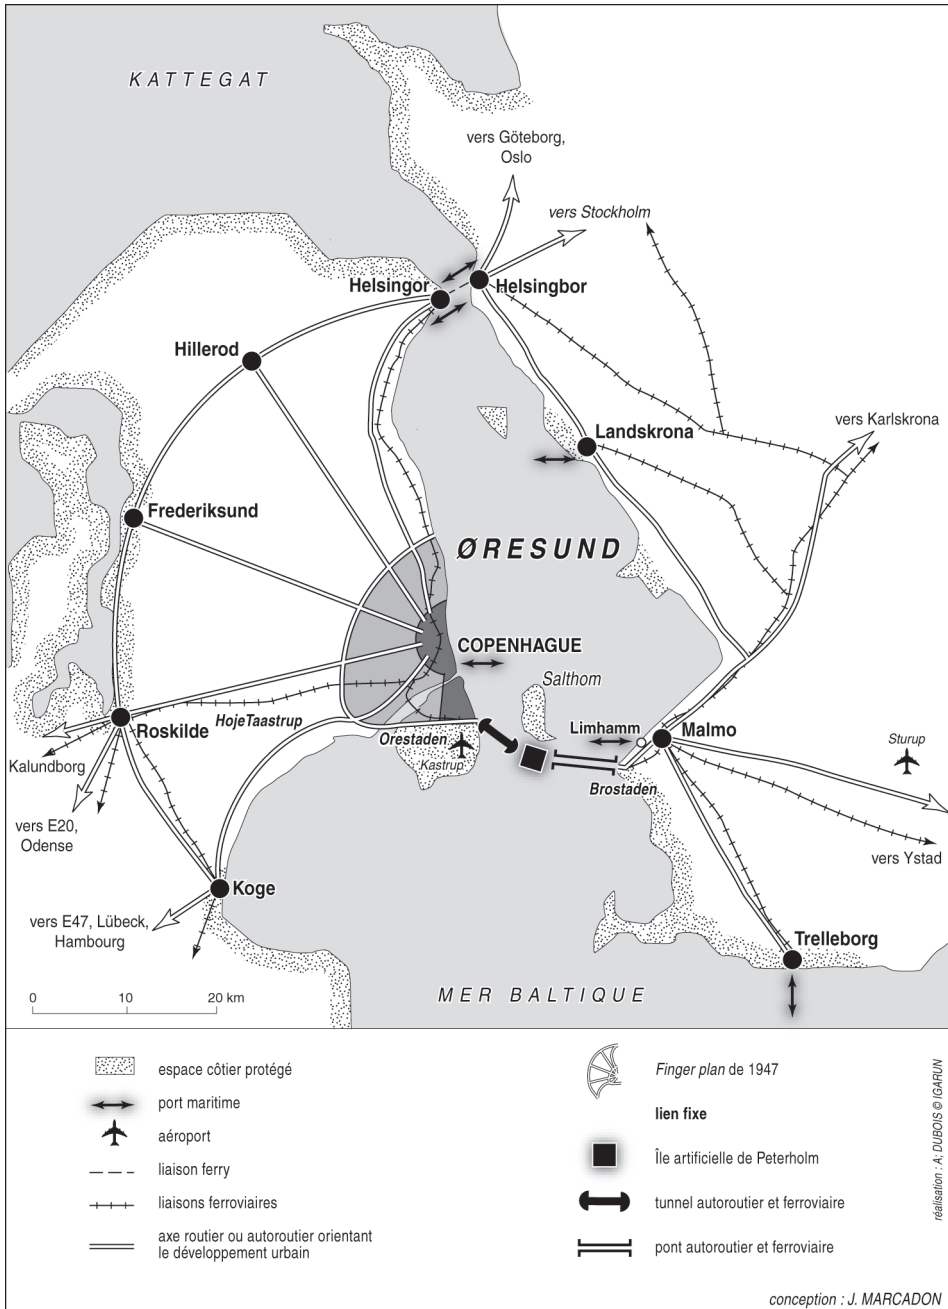 KATTEGAT
vers Göteborg,
Oslo
vers Stockholm
Helsingor
Helsingbor
Hillerod
Landskrona
vers Karlskrona
Frederiksund
ØRESUND
COPENHAGUE
Salthom
HojeTaastrup
Roskilde
Orestaden
Kastrup
Limhamm
Malmo
Sturup
Kalundborg
Brostaden
vers E20,
Odense
vers Ystad
Koge
vers E47, Lübeck,
Hambourg
Trelleborg
0 10 20 km
MER BALTIQUE
espace côtier protégé
port maritime
aéroport
liaison ferry
liaisons ferroviaires
axe routier ou autoroutier orientant
le développement urbain
Finger plan de 1947
lien fixe
Île artificielle de Peterholm
tunnel autoroutier et ferroviaire
pont autoroutier et ferroviaire
réalisation : A; DUBOIS © IGARUN
conception : J. MARCADON